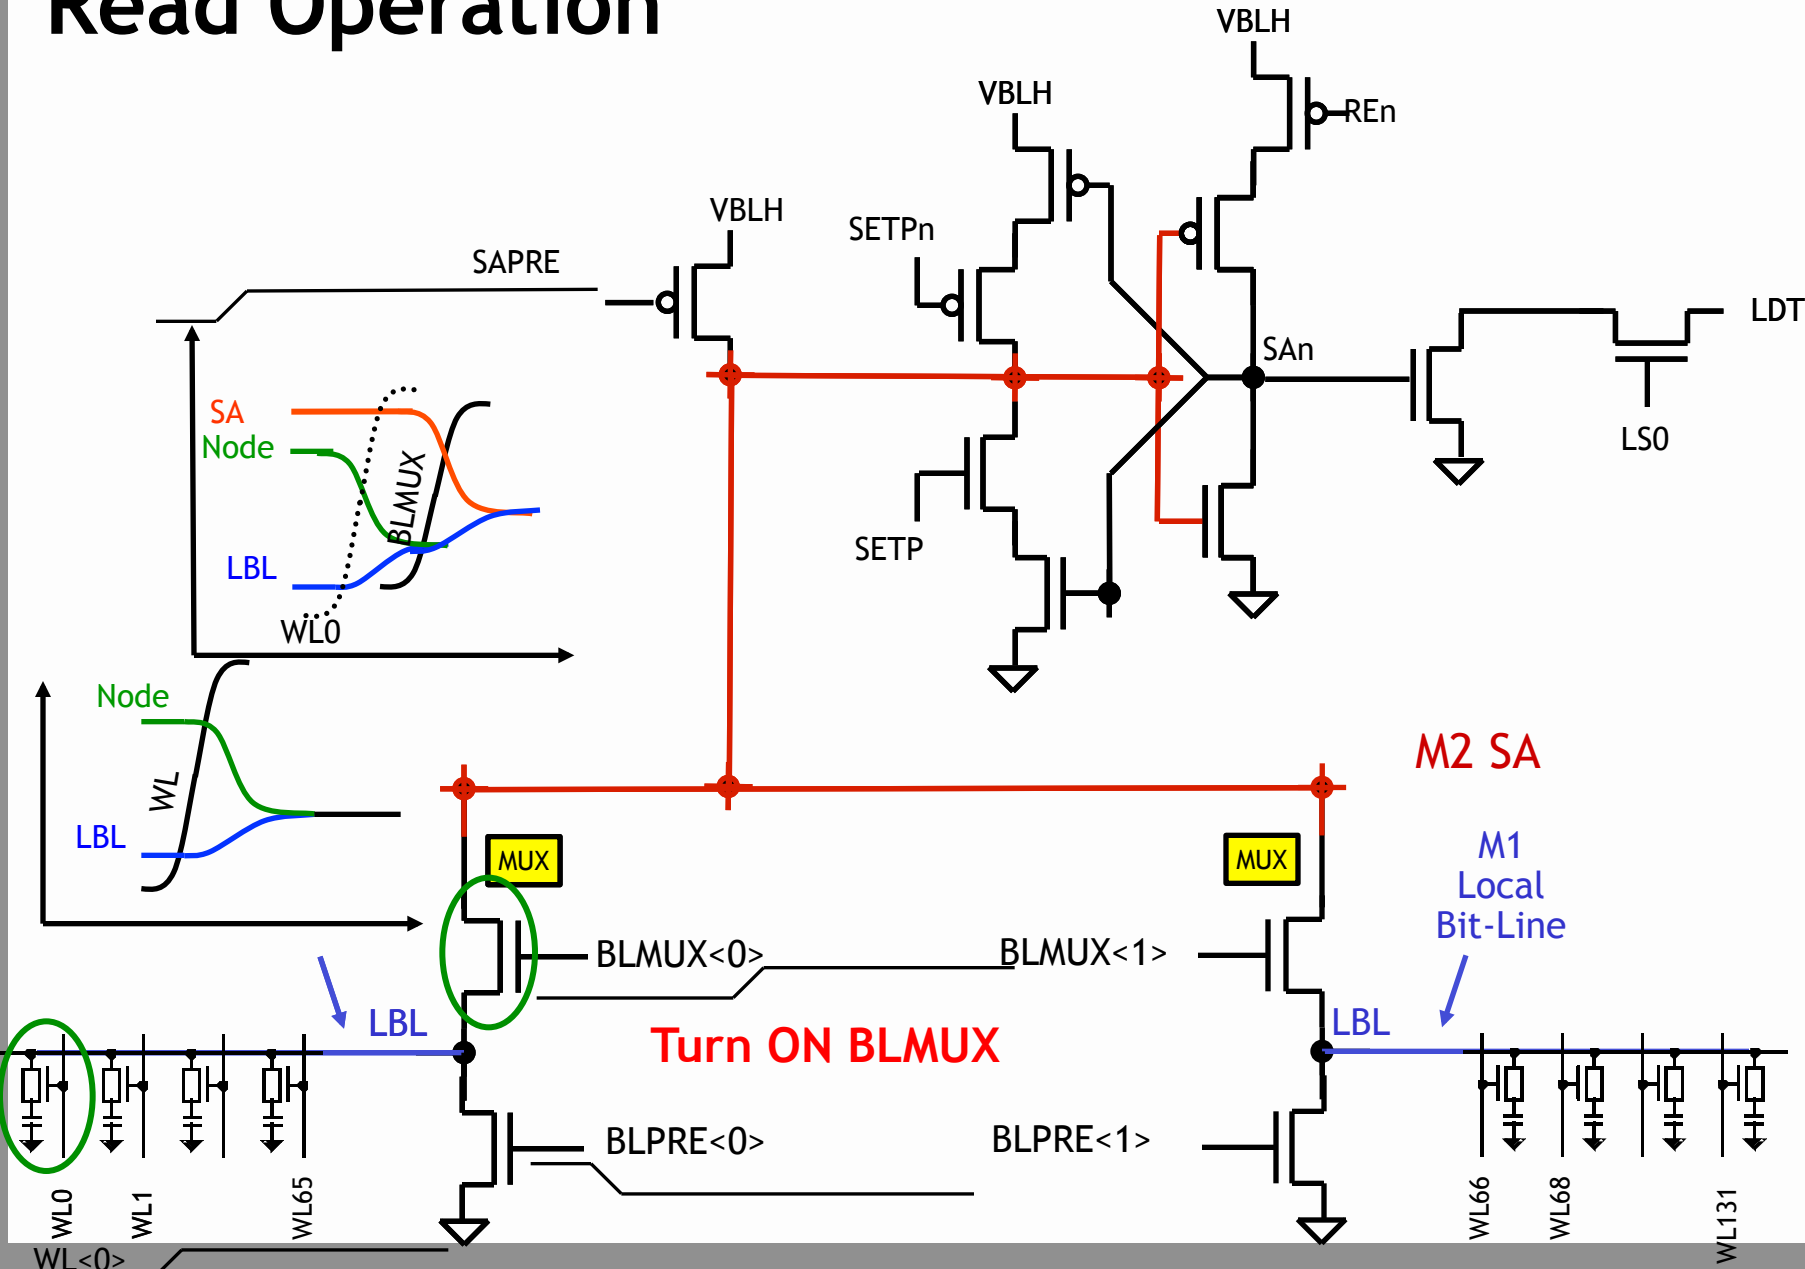 Read Operation
VBLH
VBLH
REn
VBLH
SETPn
SAPRE
LDT
SAn
SA
Node
BLMUX
LS0
SETP
LBL
WL0
Node
M2 SA
WL
LBL
MUX
MUX
M1
Local
Bit-Line
BLMUX<0>
BLMUX<1>
LBL
Turn ON BLMUX
LBL
BLPRE<0>
BLPRE<1>
WL0
WL1
WL65
WL66
WL68
WL131
WL<0>